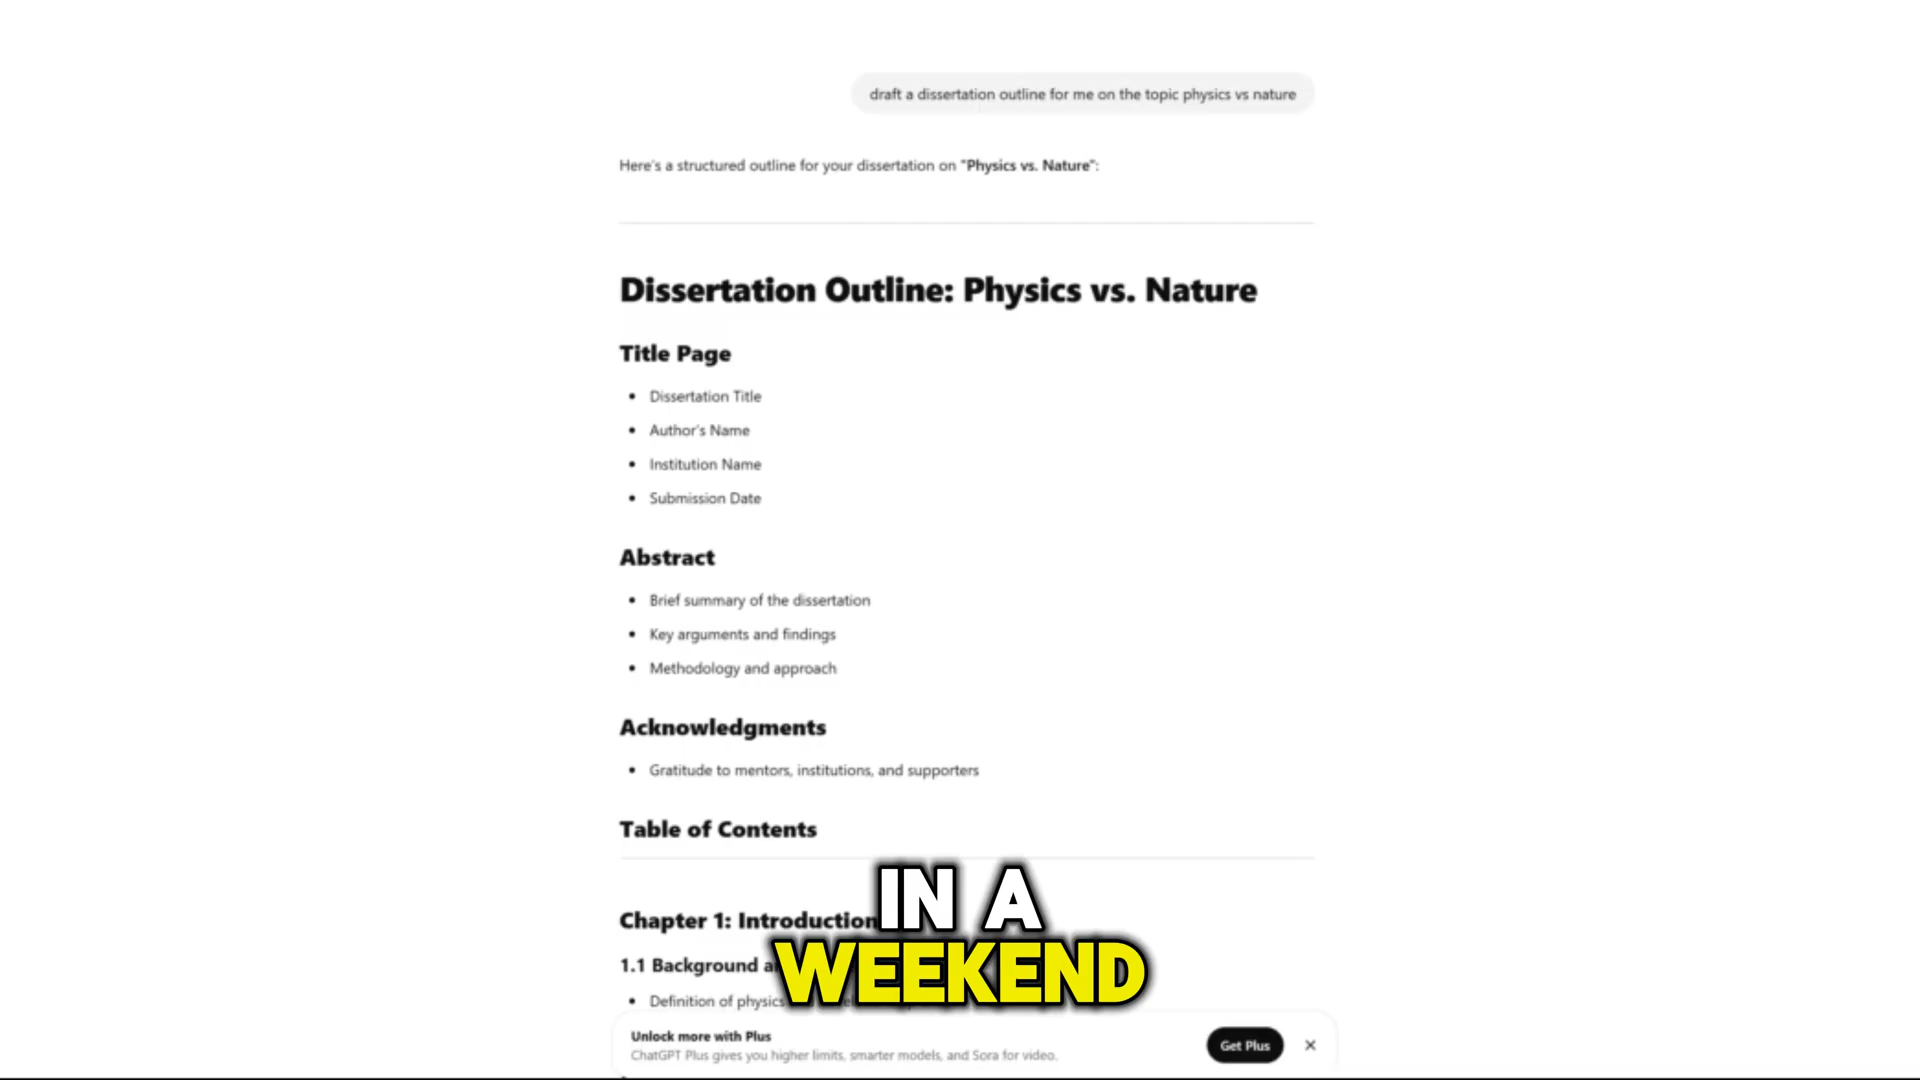 draft a dissertation outline for me on the topic physics vs nature
Here's a structured outline for your dissertation on "Physics vs. Nature":
Dissertation Outline: Physics vs. Nature
Title Page
• Dissertation Title
• Author's Name
• Institution Name
• Submission Date
Abstract
• Brief summary of the dissertation
• Key arguments and findings
• Methodology and approach
Acknowledgments
• Gratitude to mentors, institutions, and supporters
Table of Contents
Chapter 1: Introduction
1.1 Background
• Definition of physics
IN A
WEEKEND
Unlock more with Plus
ChatGPT Plus gives you higher limits, smarter models, and Sora for video.
Get Plus